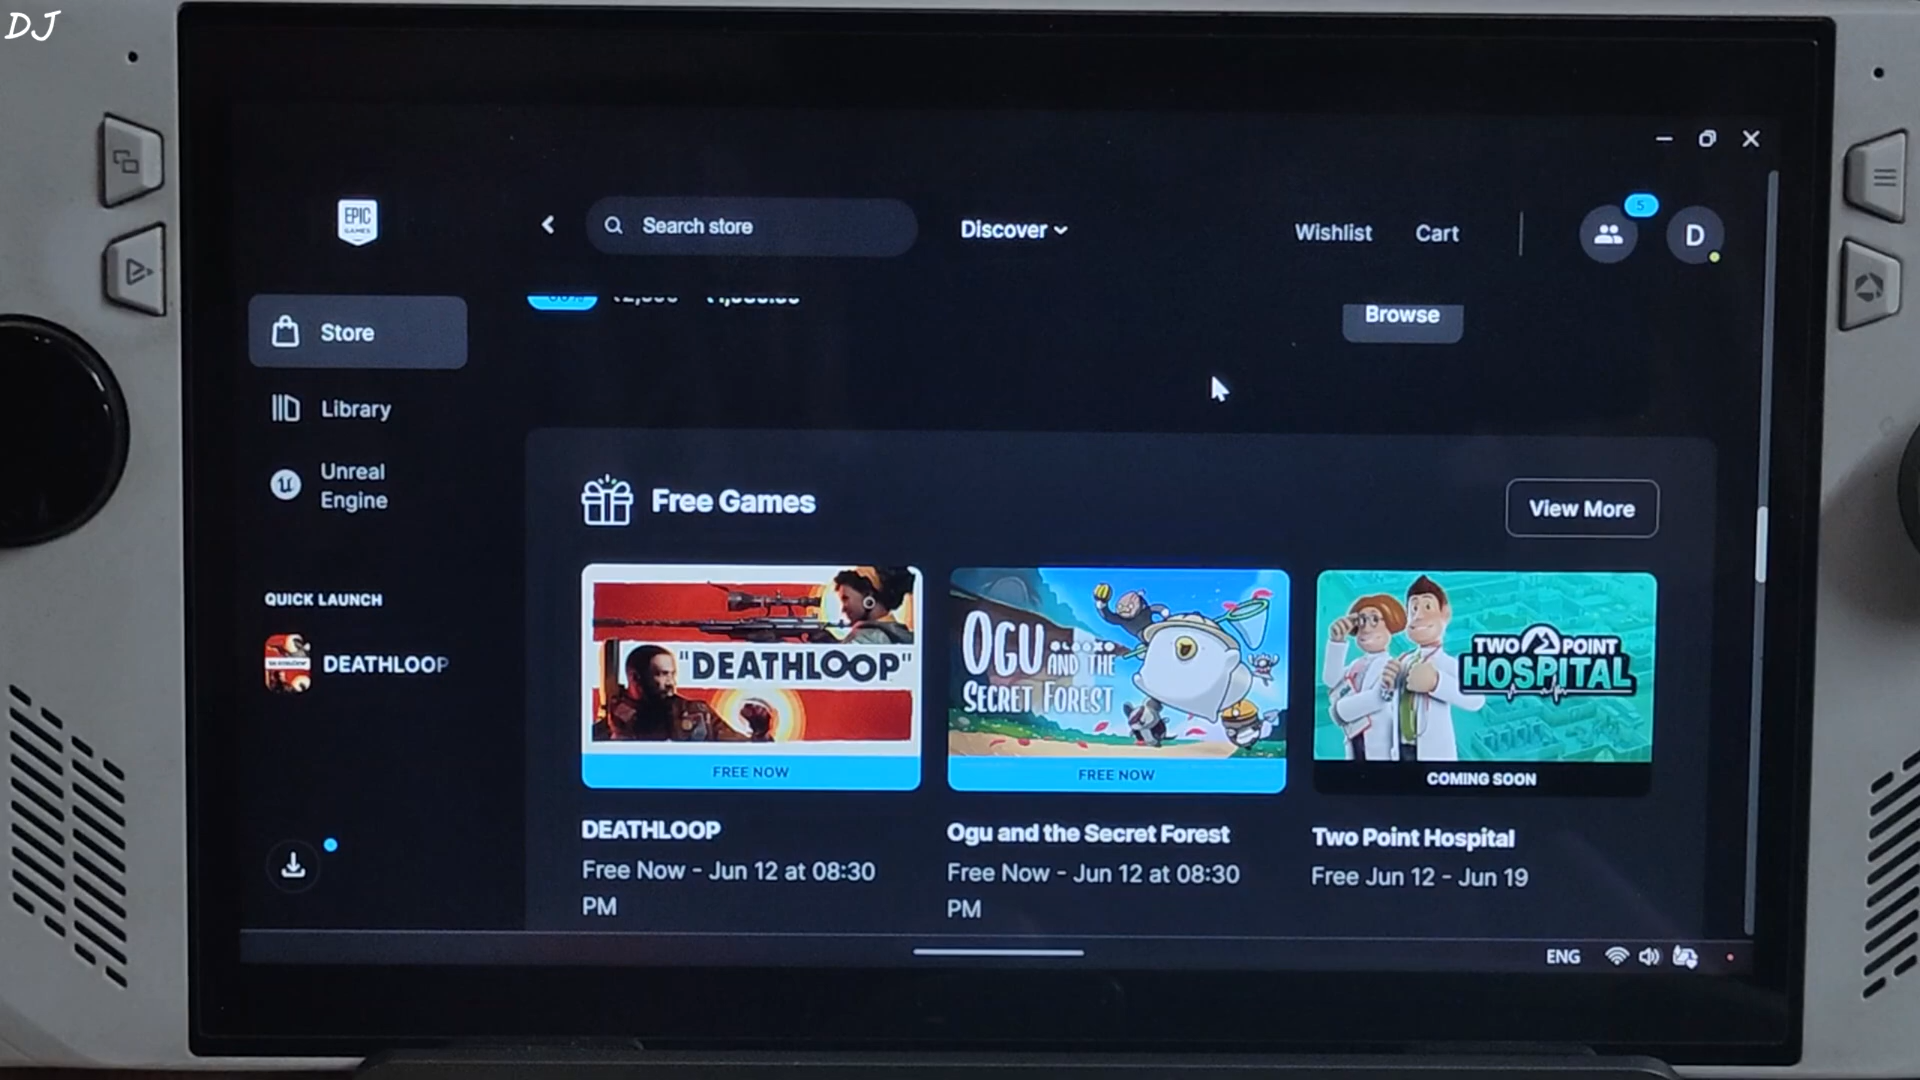 DJ
EPIC
GAMES
Search store
Discover
Wishlist
Cart
5
D
Store
Browse
Library
Unreal
Engine
Free Games
View More
QUICK LAUNCH
DEATHLOOP
"DEATHLOOP"
FREE NOW
OGU AND THE
SECRET FOREST
FREE NOW
TWO POINT
HOSPITAL
COMING SOON
DEATHLOOP
Free Now - Jun 12 at 08:30
PM
Ogu and the Secret Forest
Free Now - Jun 12 at 08:30
PM
Two Point Hospital
Free Jun 12 - Jun 19
ENG